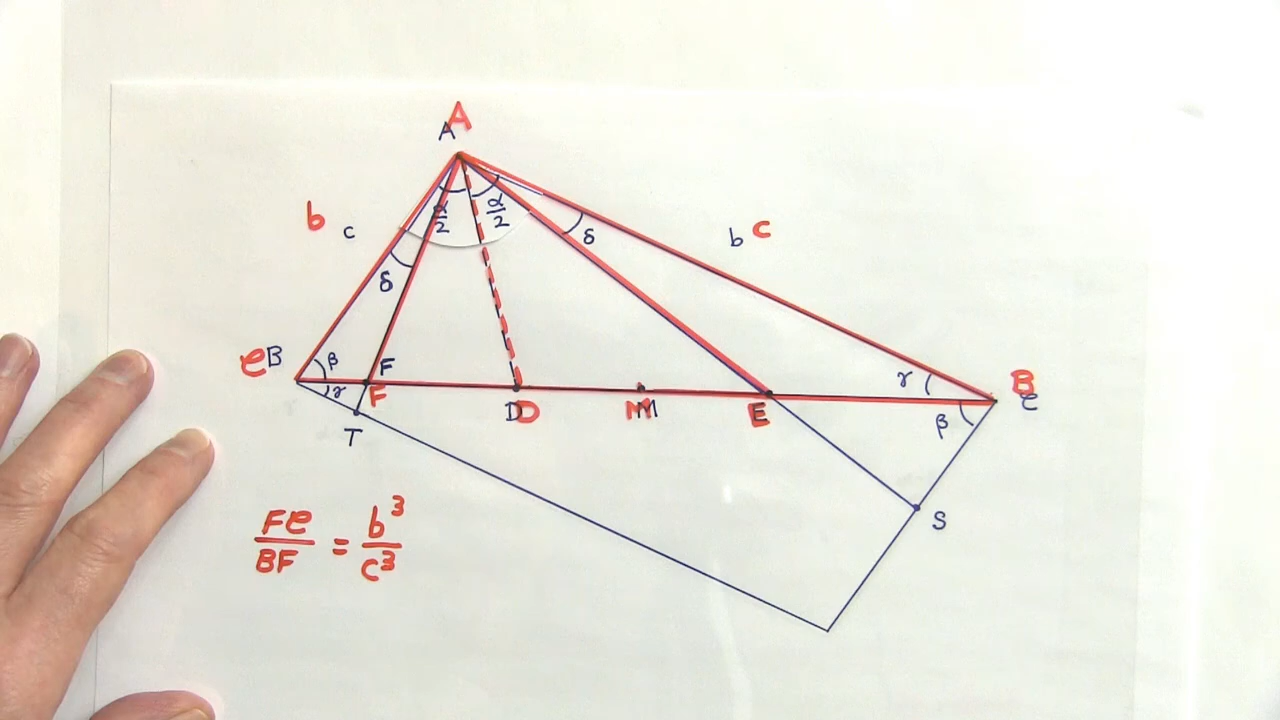 A A
α/2 α/2
b c
b c
δ
δ
e B β F
γ
F
D D
M M
E
γ B
β e
T
S
Fe/BF = b³/c³